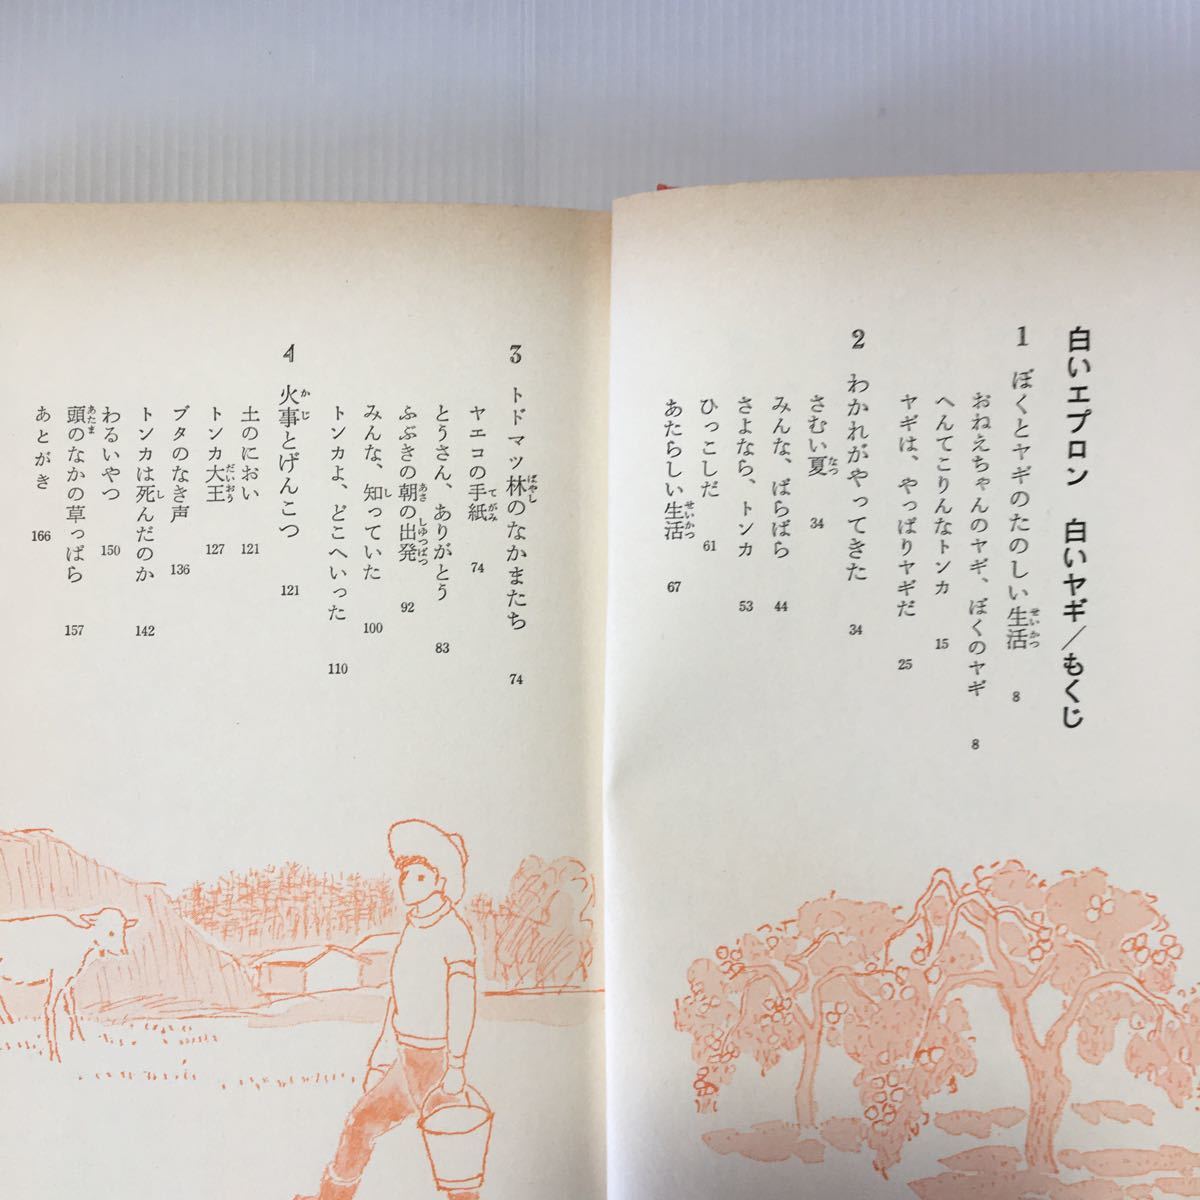 白いエプロン　白いヤギ／もくじ
1　ぼくとヤギのたのしい生活　8
おねえちゃんのヤギ、ぼくのヤギ　8
へんてこりんなトンカ　15
ヤギは、やっぱりヤギだ　25
2　わかれがやってきた　34
さむい夏　34
みんな、ばらばら　44
さよなら、トンカ　53
ひっこしだ　61
あたらしい生活　67
3　トドマツ林のなかまたち　74
ヤエコの手紙　74
とうさん、ありがとう　83
ふぶきの朝の出発　92
みんな、知っていた　100
トンカよ、どこへいった　110
4　火事とげんこつ　121
土のにおい　121
トンカ大王　127
ブタのなき声　136
トンカは死んだのか　142
わるいやつ　150
頭のなかの草っぱら　157
あとがき　166